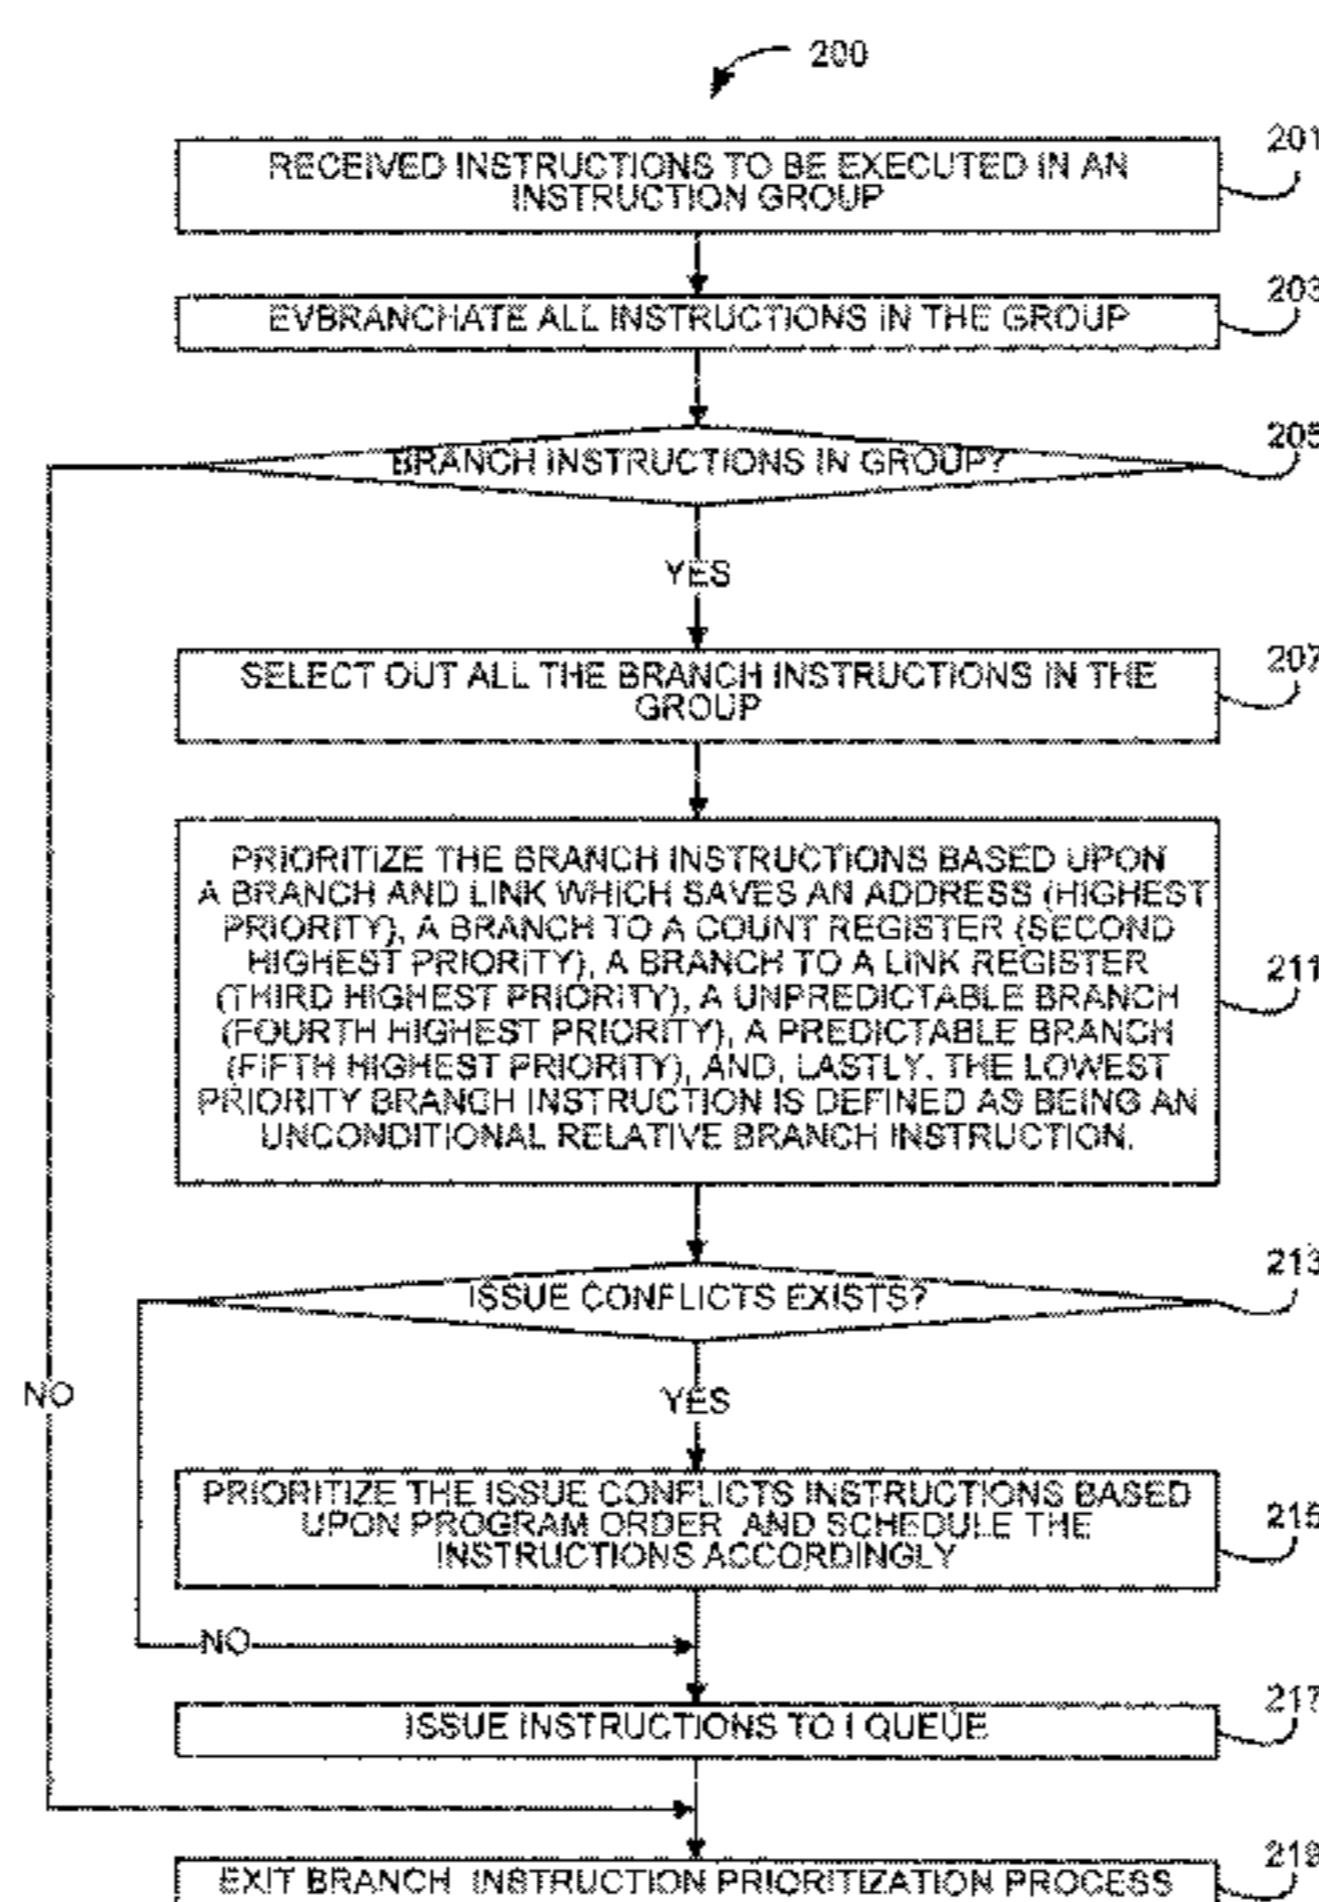 200
RECEIVED INSTRUCTIONS TO BE EXECUTED IN AN
INSTRUCTION GROUP
201
EVBRANCHATE ALL INSTRUCTIONS IN THE GROUP
203
BRANCH INSTRUCTIONS IN GROUP?
205
YES
SELECT OUT ALL THE BRANCH INSTRUCTIONS IN THE
GROUP
207
PRIORITIZE THE BRANCH INSTRUCTIONS BASED UPON
A BRANCH AND LINK WHICH SAVES AN ADDRESS (HIGHEST
PRIORITY), A BRANCH TO A COUNT REGISTER (SECOND
HIGHEST PRIORITY), A BRANCH TO A LINK REGISTER
(THIRD HIGHEST PRIORITY), A UNPREDICTABLE BRANCH
(FOURTH HIGHEST PRIORITY), A PREDICTABLE BRANCH
(FIFTH HIGHEST PRIORITY), AND, LASTLY. THE LOWEST
PRIORITY BRANCH INSTRUCTION IS DEFINED AS BEING AN
UNCONDITIONAL RELATIVE BRANCH INSTRUCTION.
211
ISSUE CONFLICTS EXISTS?
213
NO
YES
PRIORITIZE THE ISSUE CONFLICTS INSTRUCTIONS BASED
UPON PROGRAM ORDER AND SCHEDULE THE
INSTRUCTIONS ACCORDINGLY
215
NO
ISSUE INSTRUCTIONS TO I QUEUE
217
EXIT BRANCH INSTRUCTION PRIORITIZATION PROCESS
219